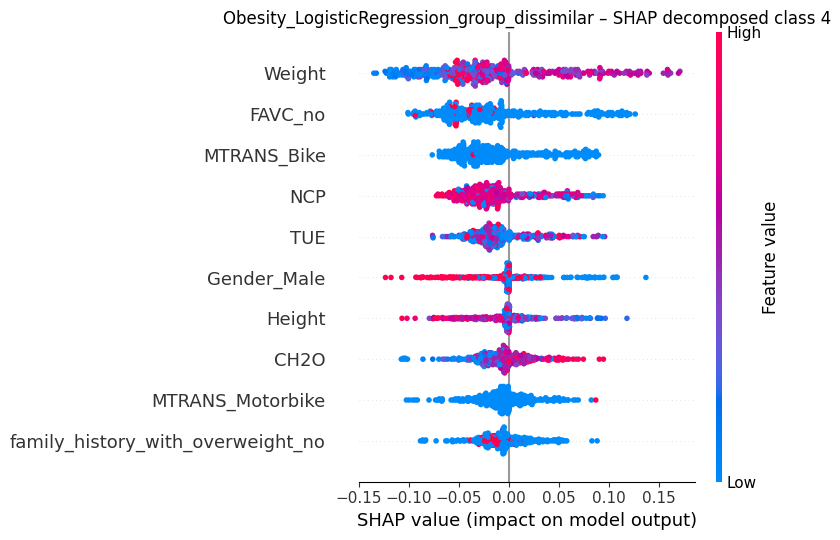 Obesity_LogisticRegression_group_dissimilar – SHAP decomposed class 4
High
Weight
FAVC_no
MTRANS_Bike
NCP
TUE
Gender_Male
Height
CH2O
MTRANS_Motorbike
family_history_with_overweight_no
Feature value
Low
−0.15 −0.10 −0.05 0.00 0.05 0.10 0.15
SHAP value (impact on model output)